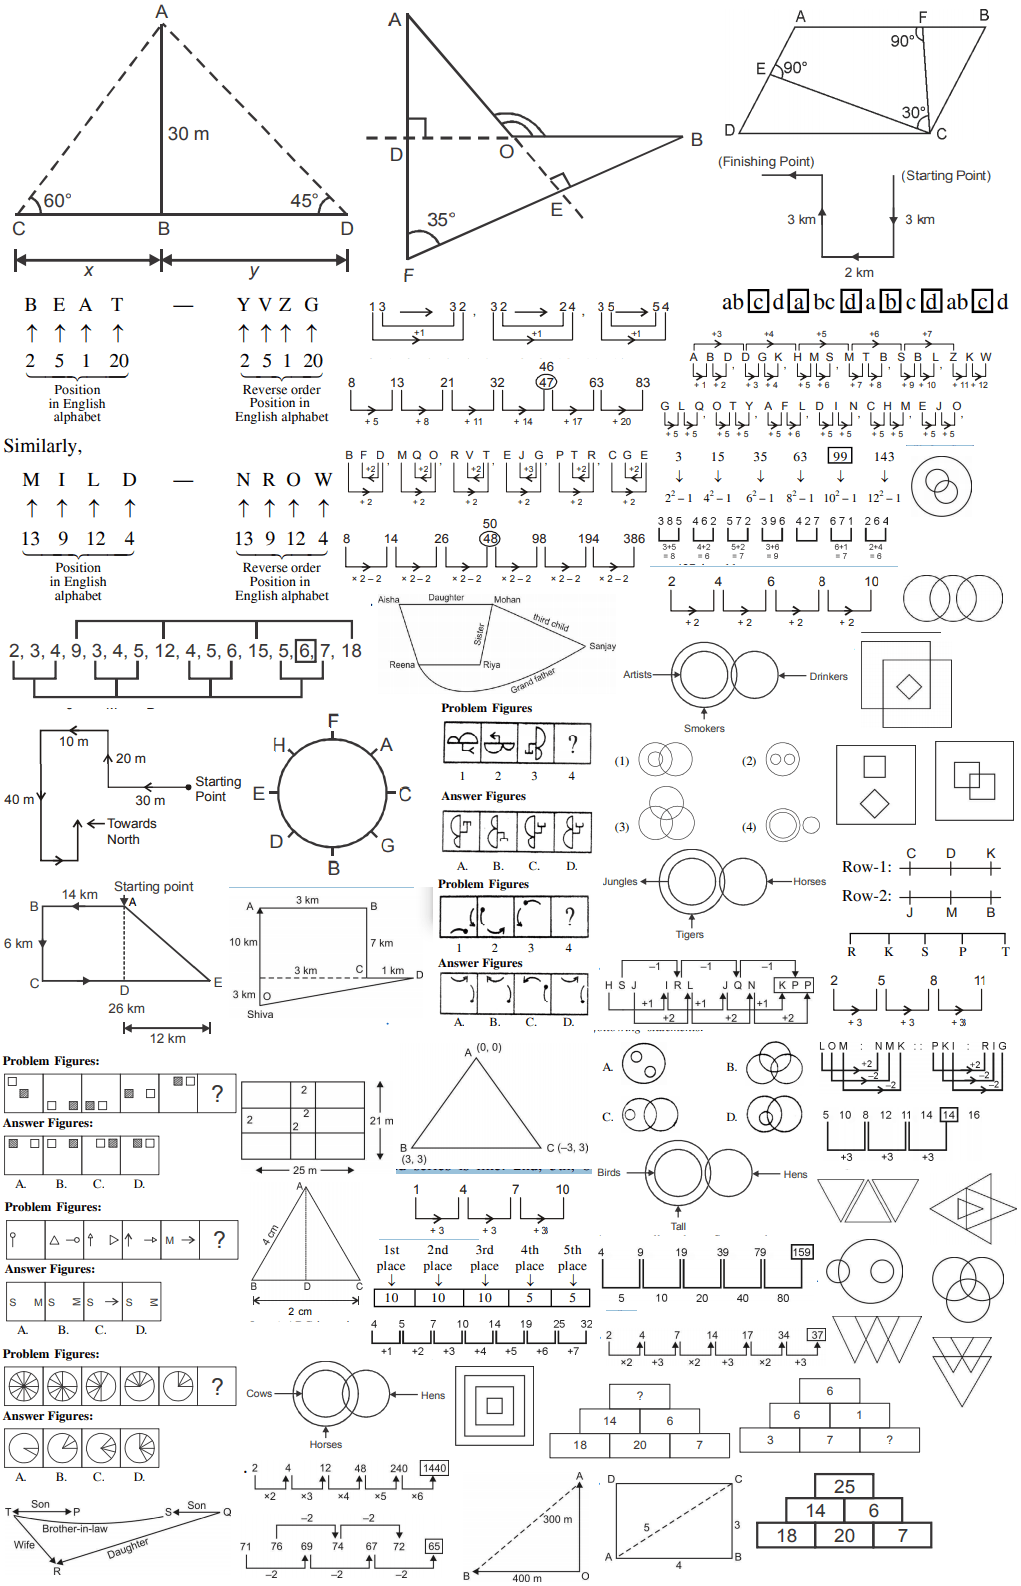 A
30 m
60°
45°
C
B
D
x
y
A
D
O
B
E
35°
F
A
F
B
90°
E
90°
30°
D
C
(Finishing Point)
(Starting Point)
3 km
3 km
2 km
B E A T — Y V Z G
2 5 1 20 2 5 1 20
Position in English alphabet
Reverse order Position in English alphabet
Similarly,
M I L D — N R O W
13 9 12 4 13 9 12 4
Position in English alphabet
Reverse order Position in English alphabet
13 32 , 32 24 , 35 54
+1 +1 +1
46
8 13 21 32 47 63 83
+ 5 + 8 + 11 + 14 + 17 + 20
B F D , M Q O , R V T , E J G , P T R , C G E
+2 +2 +2 +3 +2 +2
+ 2 + 2 + 2 + 2 + 2 + 2
50
8 14 26 48 98 194 386
× 2 – 2 × 2 – 2 × 2 – 2 × 2 – 2 × 2 – 2 × 2 – 2
ab c d a bc d a b c d ab c d
+3 +4 +5 +6 +7
A B D , D G K , H M S , M T B , S B L , Z K W
+ 1 + 2 + 3 + 4 + 5 + 6 + 7 + 8 + 9 + 10 + 11 + 12
G L Q , O T Y , A F L , D I N , C H M , E J O ,
+ 5 + 5 + 5 + 5 + 5 + 6 + 5 + 5 + 5 + 5 + 5 + 5
3 15 35 63 99 143
2² – 1 4² – 1 6² – 1 8² – 1 10² – 1 12² – 1
385 462 572 396 427 671 264
3+5 = 8 4+2 = 6 5+2 = 7 3+6 = 9 6+1 = 7 2+4 = 6
2 4 6 8 10
+ 2 + 2 + 2 + 2
2, 3, 4, 9, 3, 4, 5, 12, 4, 5, 6, 15, 5, 6, 7, 18
Aisha
Daughter
Mohan
Sister
third child
Sanjay
Reena
Riya
Grand father
Artists
Drinkers
Smokers
10 m
20 m
Starting Point
30 m
40 m
Towards North
F
H A
E C
D G
B
Problem Figures
?
1 2 3 4
Answer Figures
A. B. C. D.
(1) (2)
(3) (4)
Jungles
Horses
Tigers
Row-1: C D K
Row-2: J M B
R K S P T
14 km
Starting point
B
A
6 km
C
D
E
26 km
12 km
3 km
A
B
10 km
7 km
3 km
C
1 km
D
3 km
O
Shiva
Problem Figures
?
1 2 3 4
Answer Figures
A. B. C. D.
–1 –1 –1
H S J I R L J Q N K P P
+1 +1 +1
+2 +2 +2
2 5 8 11
+ 3 + 3 + 3
Problem Figures:
?
Answer Figures:
A. B. C. D.
2
2 2
2
21 m
25 m
A (0, 0)
B
(3, 3)
C (–3, 3)
A. B.
C. D.
LOM : NMK :: PKI : RIG
+2 –2 –2
+2 –2 –2
5 10 8 12 11 14 14 16
+3 +3 +3
Birds
Hens
Tall
Problem Figures:
M
?
Answer Figures:
S M S M S S M
A. B. C. D.
A
4 cm
B
D
C
2 cm
1 4 7 10
+ 3 + 3 + 3
1st place 2nd place 3rd place 4th place 5th place
10 10 10 5 5
4 5 7 10 14 19 25 32
+1 +2 +3 +4 +5 +6 +7
4 9 19 39 79 159
5 10 20 40 80
2 4 7 14 17 34 37
×2 +3 ×2 +3 ×2 +3
Problem Figures:
?
Answer Figures:
A. B. C. D.
Cows
Hens
Horses
?
14 6
18 20 7
6
6 1
3 7 ?
2 4 12 48 240 1440
×2 ×3 ×4 ×5 ×6
T
Son
P
S
Son
Q
Brother-in-law
Wife
Daughter
R
–2 –2
71 76 69 74 67 72 65
–2 –2 –2
A
300 m
B
400 m
O
D
C
5
3
A
4
B
25
14 6
18 20 7